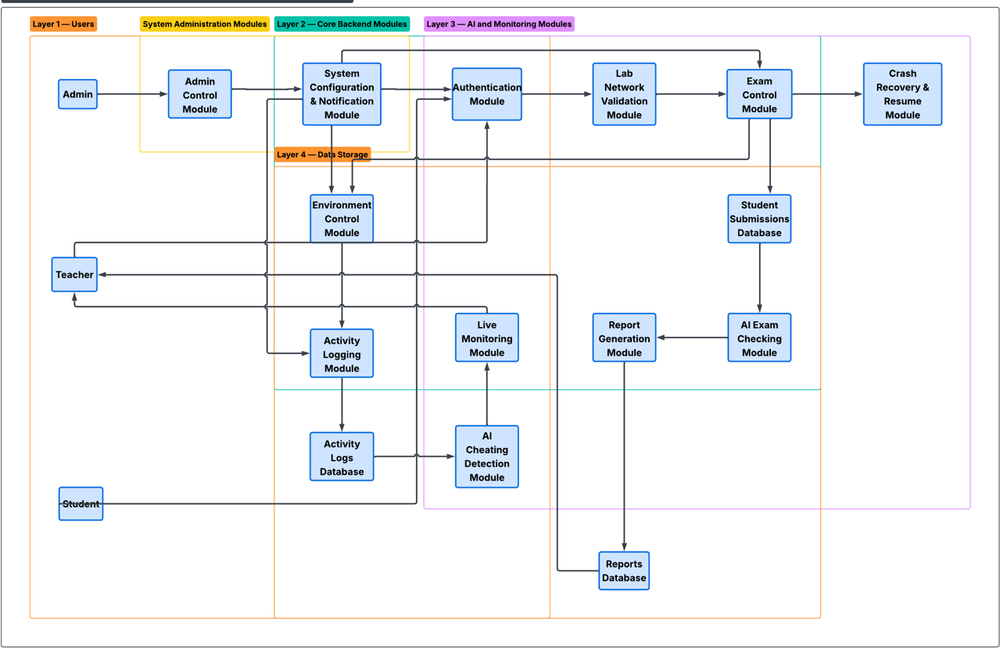 Layer 1 — Users
System Administration Modules
Layer 2 — Core Backend Modules
Layer 3 — AI and Monitoring Modules
Admin
Admin
Control
Module
System
Configuration
& Notification
Module
Authentication
Module
Lab
Network
Validation
Module
Exam
Control
Module
Crash
Recovery &
Resume
Module
Layer 4 — Data Storage
Environment
Control
Module
Student
Submissions
Database
Teacher
Activity
Logging
Module
Live
Monitoring
Module
Report
Generation
Module
AI Exam
Checking
Module
Activity
Logs
Database
AI
Cheating
Detection
Module
Student
Reports
Database